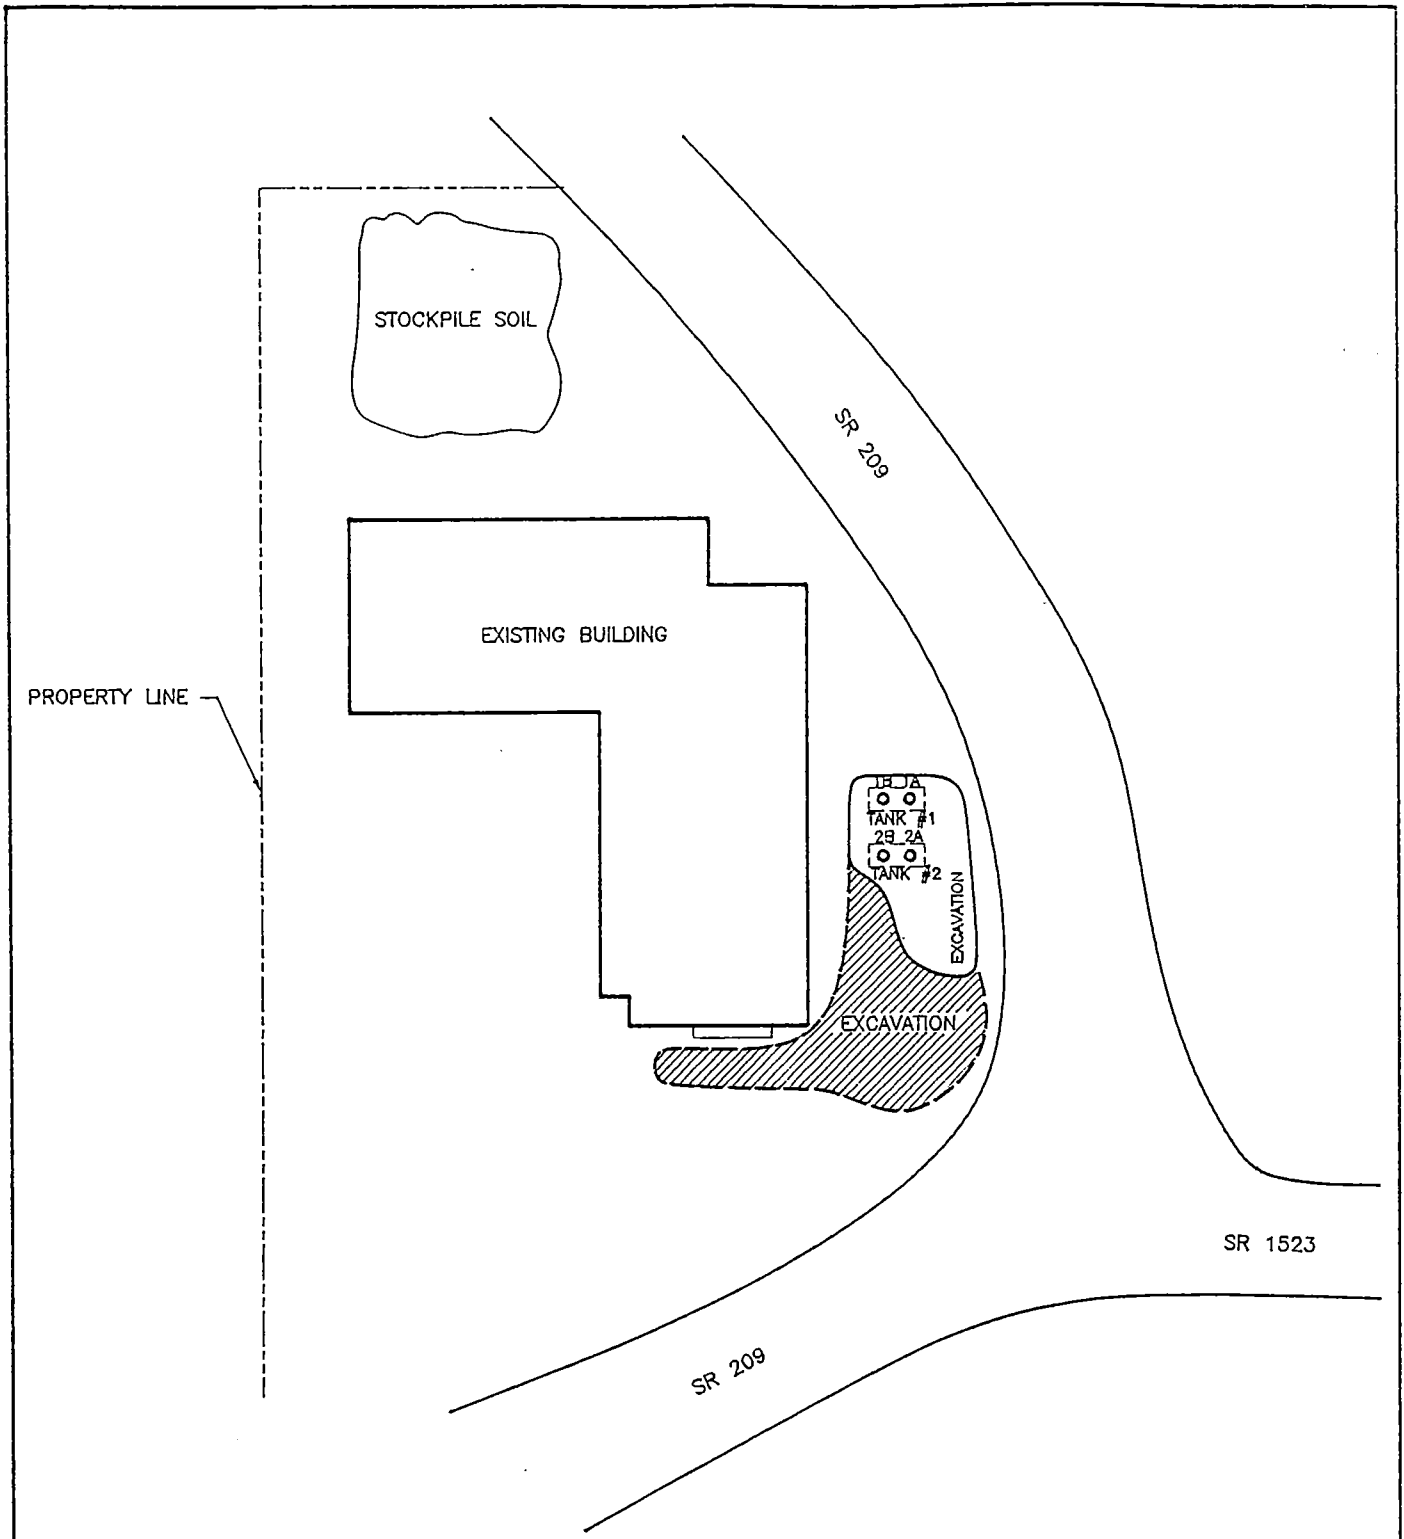 STOCKPILE SOIL
SR 209
EXISTING BUILDING
PROPERTY LINE
1B 1A
TANK #1
2B 2A
TANK #2
EXCAVATION
EXCAVATION
SR 1523
SR 209